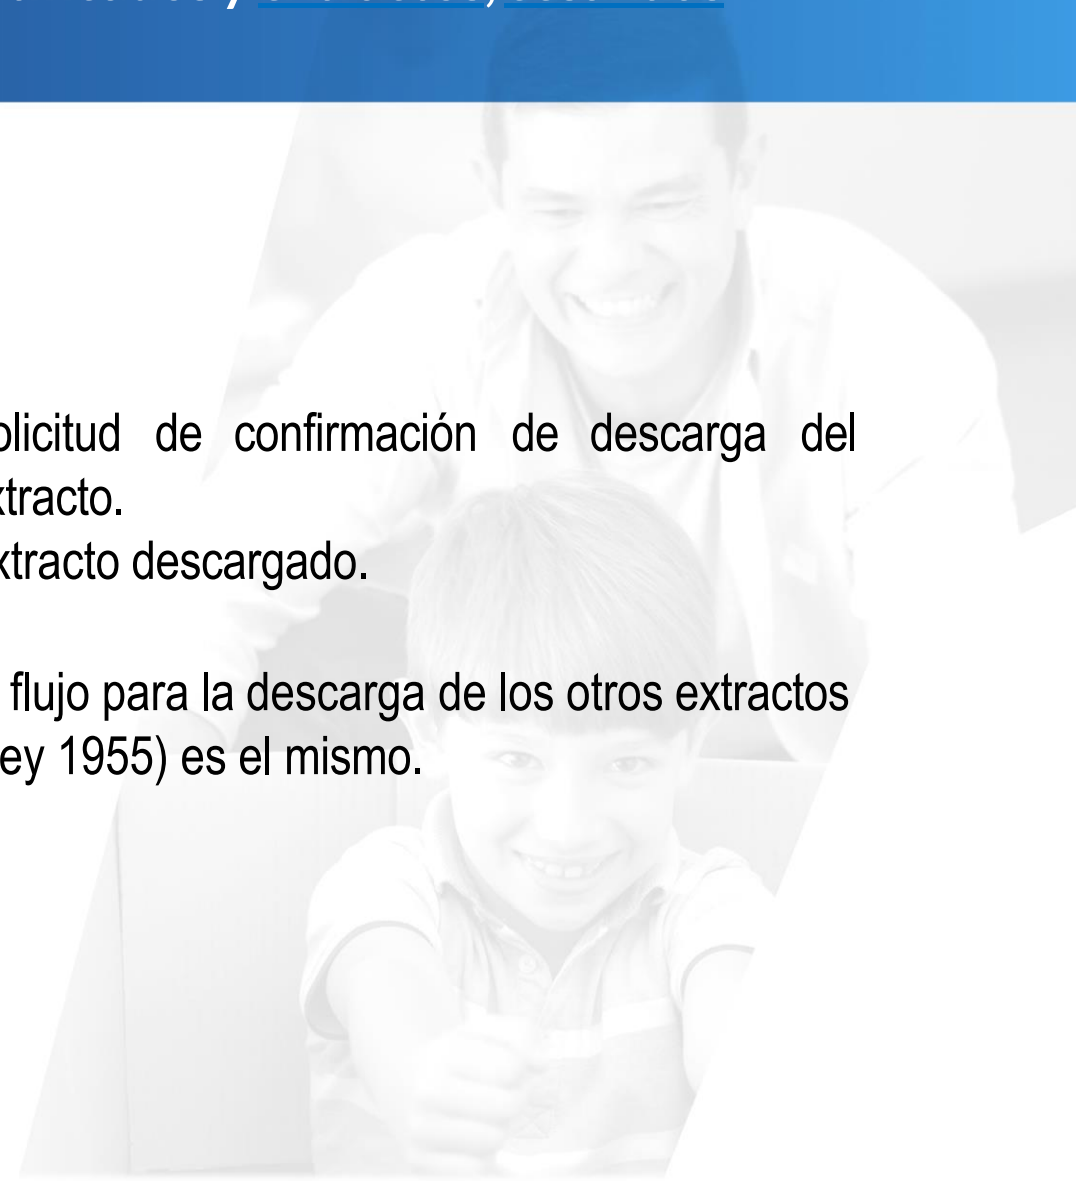 olicitud de confirmación de descarga del
xtracto.
xtracto descargado.
flujo para la descarga de los otros extractos
ey 1955) es el mismo.